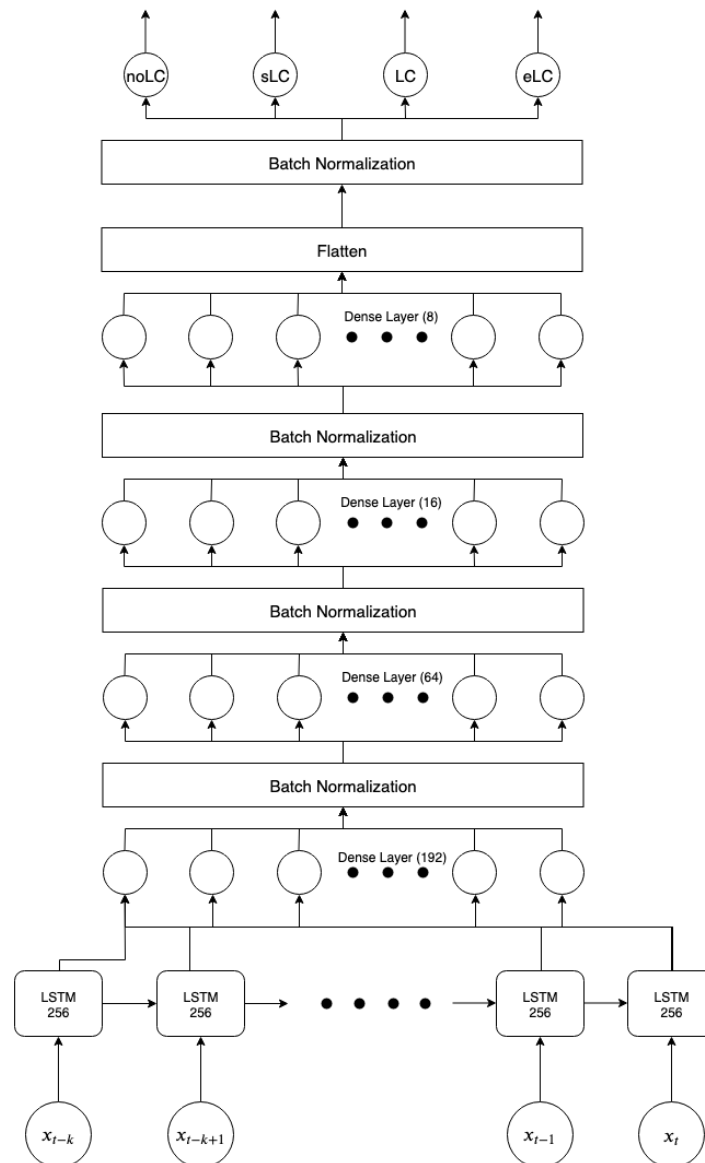 noLC
sLC
LC
eLC
Batch Normalization
Flatten
Dense Layer (8)
Batch Normalization
Dense Layer (16)
Batch Normalization
Dense Layer (64)
Batch Normalization
Dense Layer (192)
LSTM
256
LSTM
256
LSTM
256
LSTM
256
x_{t-k}
x_{t-k+1}
x_{t-1}
x_t